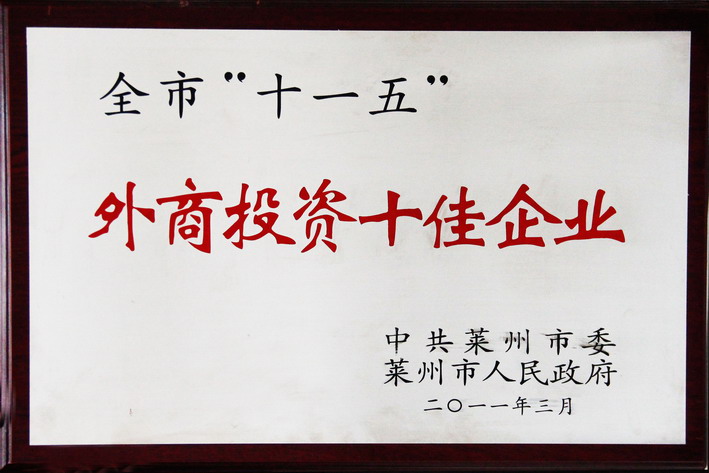 全市“十一五”
外商投资十佳企业
中共莱州市委
莱州市人民政府
二〇一一年三月